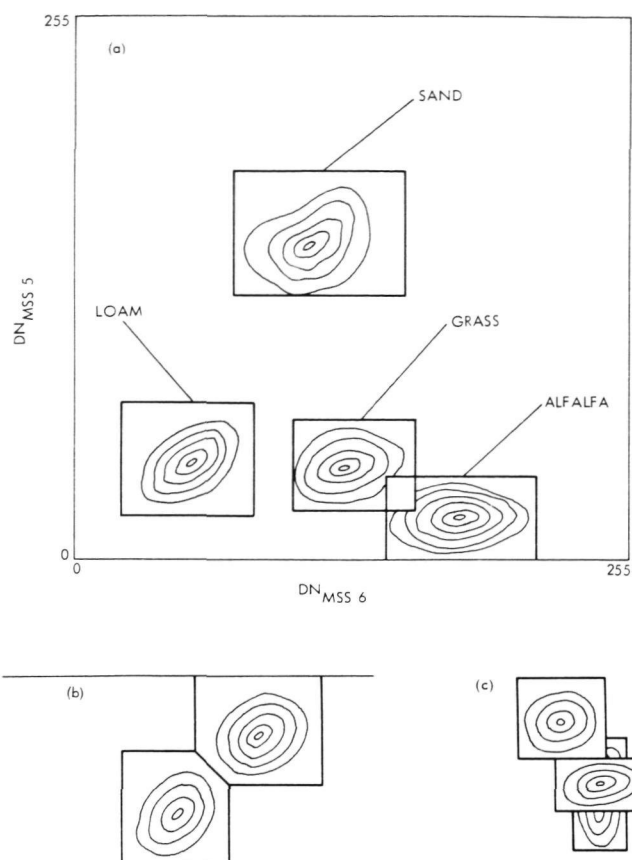 255
(a)
SAND
DN MSS 5
LOAM
GRASS
ALFALFA
0
0
255
DN MSS 6
(b)
(c)